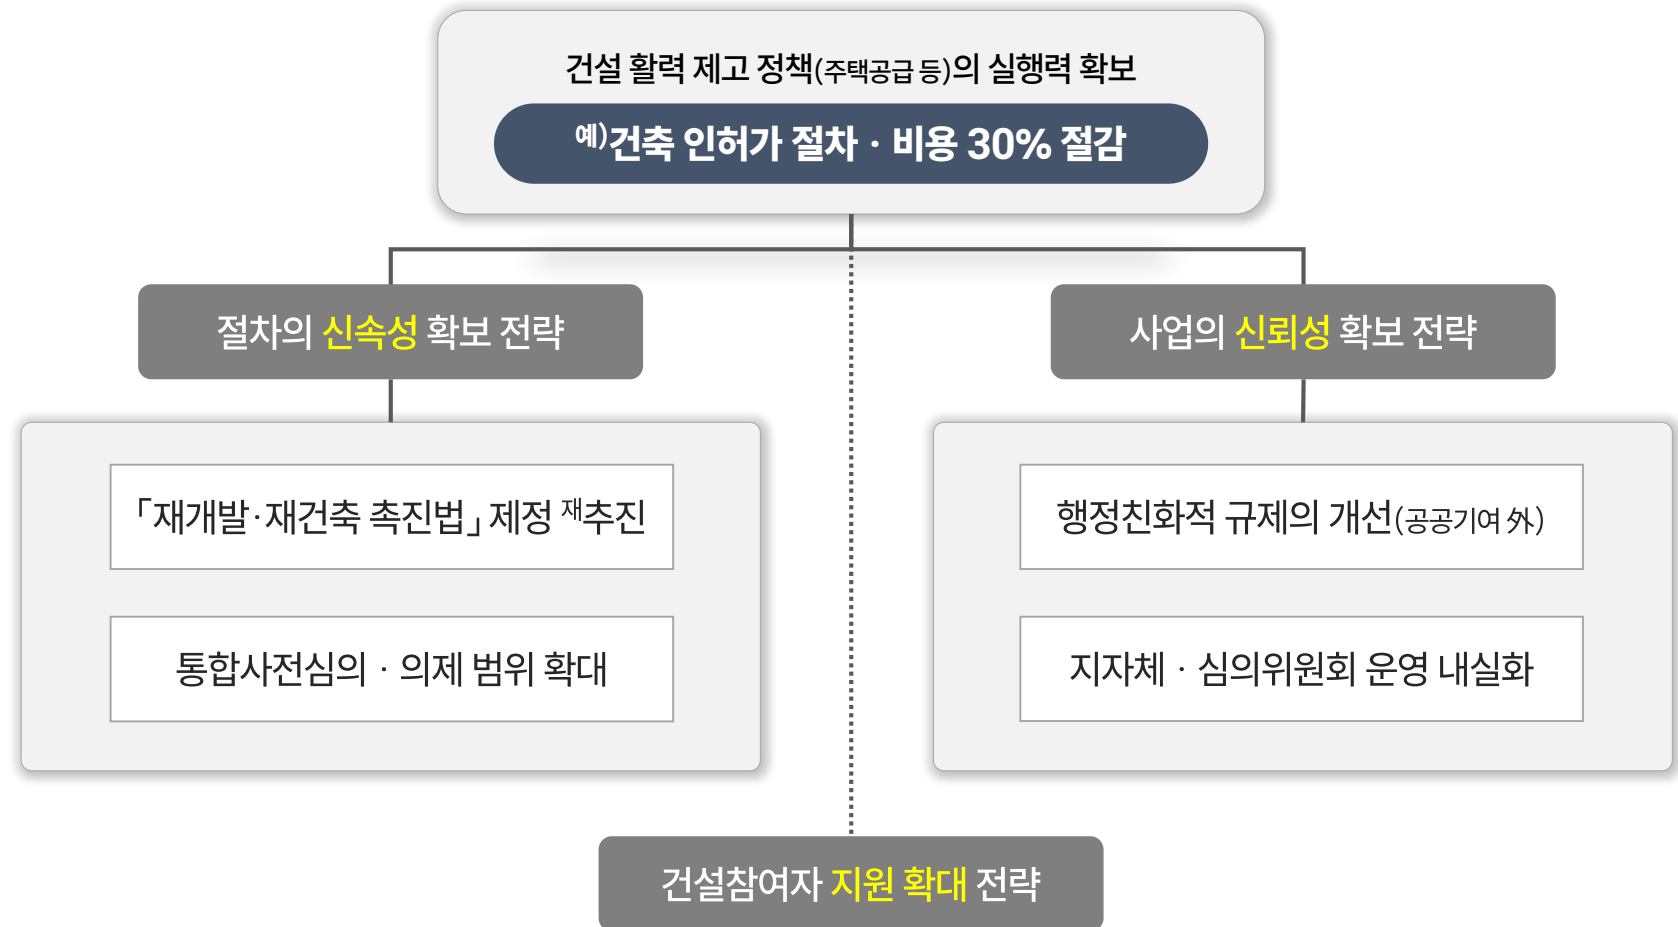 건설 활력 제고 정책(주택공급 등)의 실행력 확보
예)건축 인허가 절차 · 비용 30% 절감
절차의 신속성 확보 전략
「재개발·재건축 촉진법」 제정 재추진
통합사전심의 · 의제 범위 확대
사업의 신뢰성 확보 전략
행정친화적 규제의 개선(공공기여 外)
지자체 · 심의위원회 운영 내실화
건설참여자 지원 확대 전략